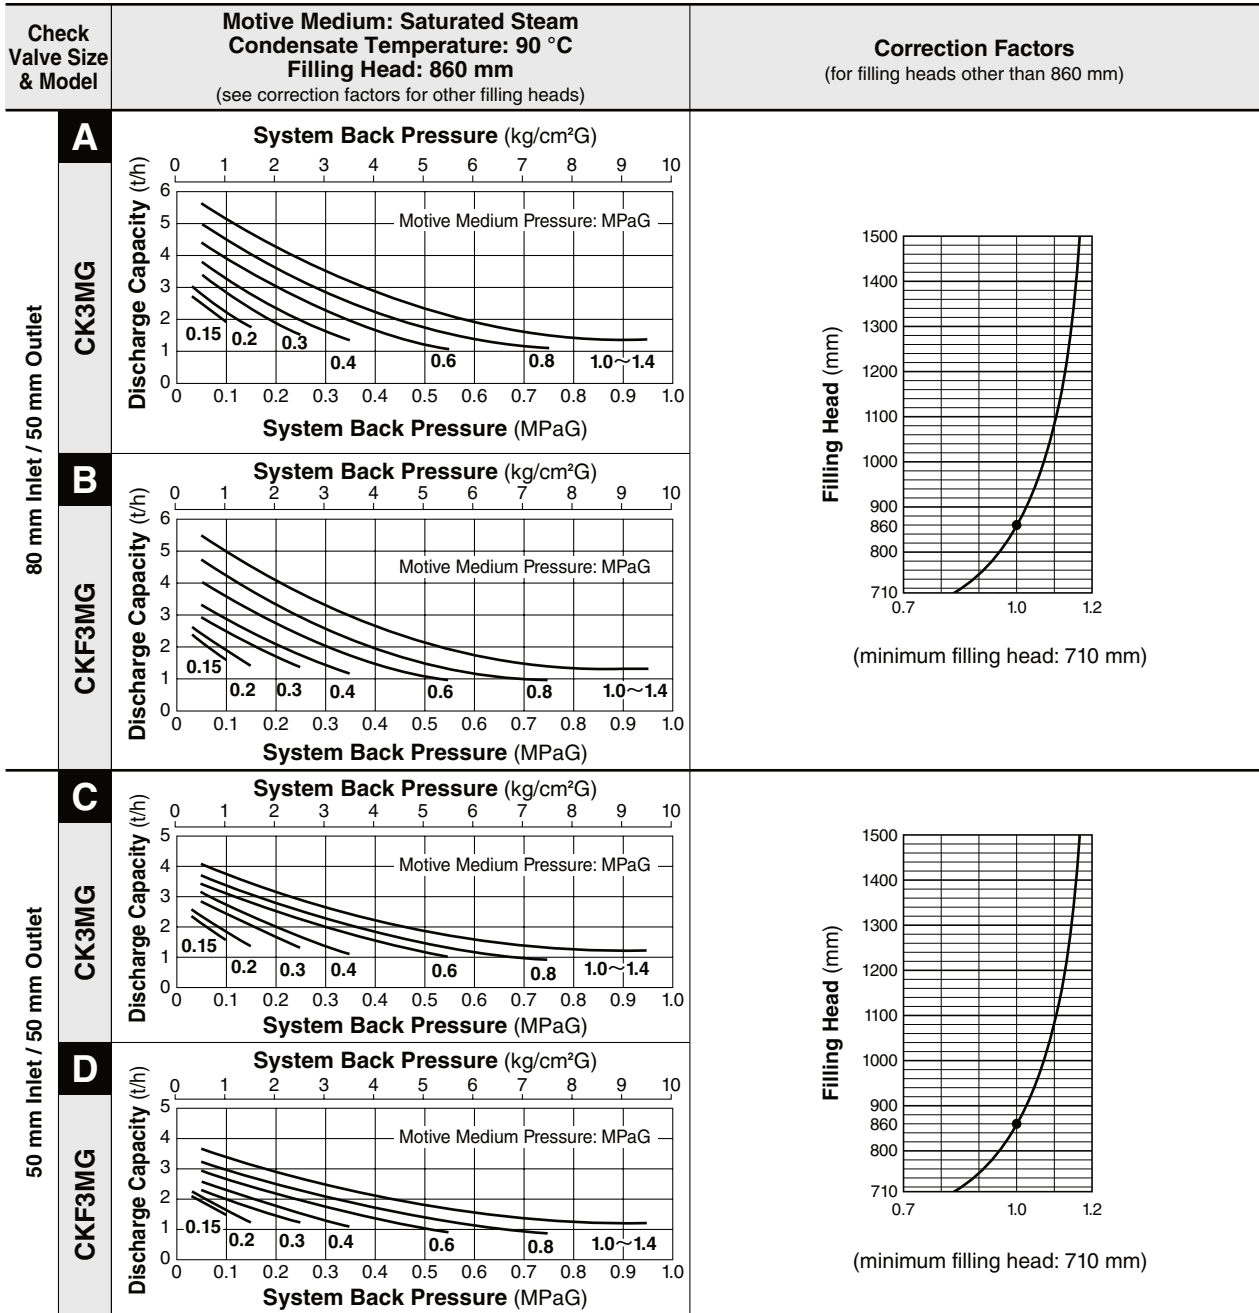 Check
Valve Size
& Model
Motive Medium: Saturated Steam
Condensate Temperature: 90 °C
Filling Head: 860 mm
(see correction factors for other filling heads)
Correction Factors
(for filling heads other than 860 mm)
80 mm Inlet / 50 mm Outlet
A
CK3MG
System Back Pressure (kg/cm²G)
0 1 2 3 4 5 6 7 8 9 10
Discharge Capacity (t/h)
6
5
4
3
2
1
0
Motive Medium Pressure: MPaG
0.15 0.2 0.3 0.4 0.6 0.8 1.0~1.4
0 0.1 0.2 0.3 0.4 0.5 0.6 0.7 0.8 0.9 1.0
System Back Pressure (MPaG)
B
CKF3MG
System Back Pressure (kg/cm²G)
0 1 2 3 4 5 6 7 8 9 10
Discharge Capacity (t/h)
6
5
4
3
2
1
0
Motive Medium Pressure: MPaG
0.15 0.2 0.3 0.4 0.6 0.8 1.0~1.4
0 0.1 0.2 0.3 0.4 0.5 0.6 0.7 0.8 0.9 1.0
System Back Pressure (MPaG)
Filling Head (mm)
1500
1400
1300
1200
1100
1000
900
860
800
710
0.7 1.0 1.2
(minimum filling head: 710 mm)
50 mm Inlet / 50 mm Outlet
C
CK3MG
System Back Pressure (kg/cm²G)
0 1 2 3 4 5 6 7 8 9 10
Discharge Capacity (t/h)
5
4
3
2
1
0
Motive Medium Pressure: MPaG
0.15 0.2 0.3 0.4 0.6 0.8 1.0~1.4
0 0.1 0.2 0.3 0.4 0.5 0.6 0.7 0.8 0.9 1.0
System Back Pressure (MPaG)
D
CKF3MG
System Back Pressure (kg/cm²G)
0 1 2 3 4 5 6 7 8 9 10
Discharge Capacity (t/h)
5
4
3
2
1
0
Motive Medium Pressure: MPaG
0.15 0.2 0.3 0.4 0.6 0.8 1.0~1.4
0 0.1 0.2 0.3 0.4 0.5 0.6 0.7 0.8 0.9 1.0
System Back Pressure (MPaG)
Filling Head (mm)
1500
1400
1300
1200
1100
1000
900
860
800
710
0.7 1.0 1.2
(minimum filling head: 710 mm)